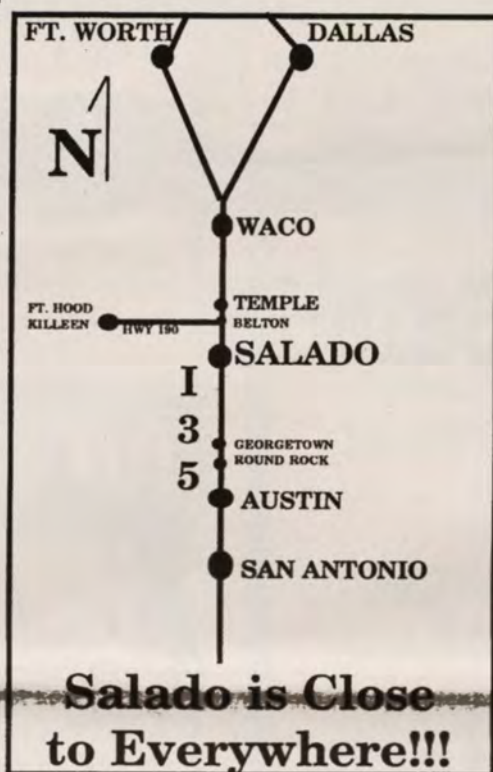 FT. WORTH DALLAS
N
WACO
TEMPLE
FT. HOOD
KILLEEN HWY 190 BELTON
SALADO
I
3
5
GEORGETOWN
ROUND ROCK
AUSTIN
SAN ANTONIO
Salado is Close
to Everywhere!!!